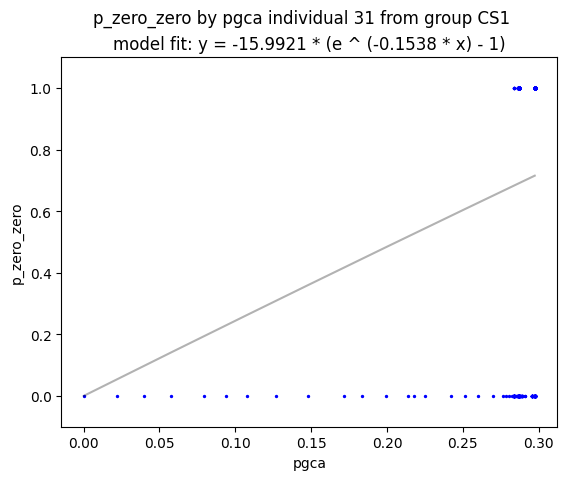 p_zero_zero by pgca individual 31 from group CS1
model fit: y = -15.9921 * (e ^ (-0.1538 * x) - 1)
1.0
0.8
0.6
0.4
0.2
0.0
p_zero_zero
0.00 0.05 0.10 0.15 0.20 0.25 0.30
pgca